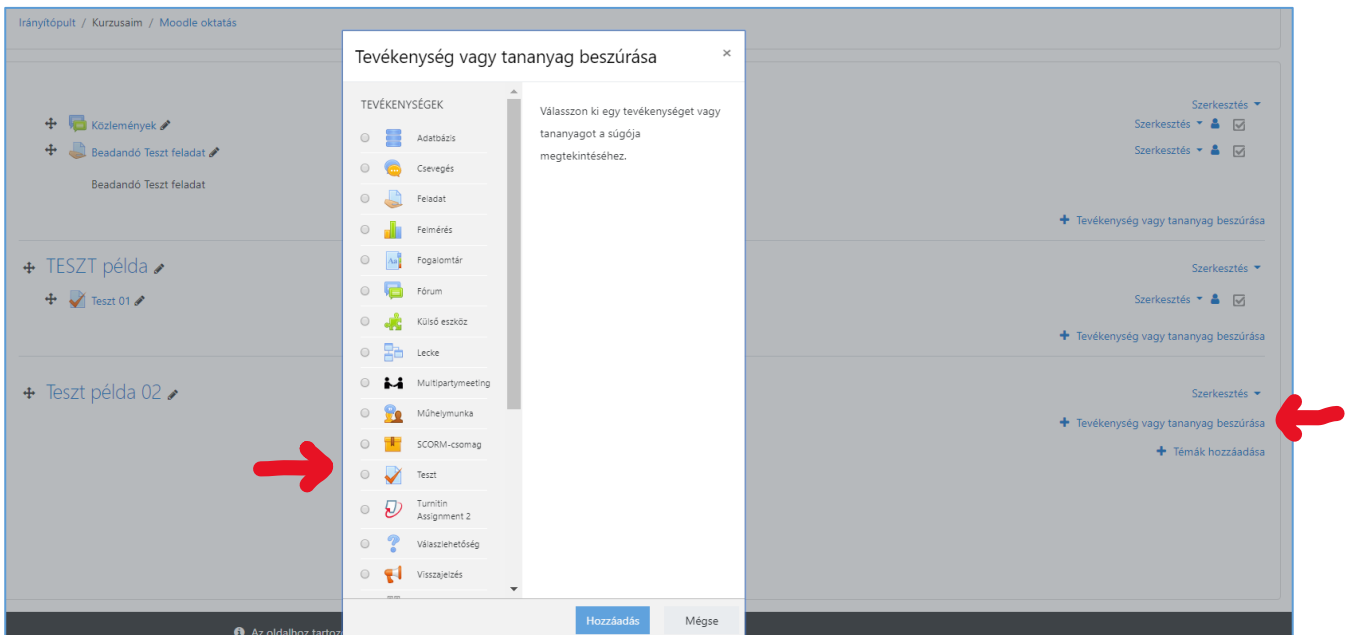 Irányítópult / Kurzusaim / Moodle oktatás
Tevékenység vagy tananyag beszúrása ×
TEVÉKENYSÉGEK
Adatbázis
Csevegés
Feladat
Felmérés
Fogalomtár
Fórum
Külső eszköz
Lecke
Multipartymeeting
Műhelymunka
SCORM-csomag
Teszt
Turnitin
Assignment 2
Válaszlehetőség
Visszajelzés
Válasszon ki egy tevékenységet vagy
tananyagot a súgója
megtekintéséhez.
Hozzáadás Mégse
Szerkesztés
Közlemények Szerkesztés
Beadandó Teszt feladat Szerkesztés
Beadandó Teszt feladat
+ Tevékenység vagy tananyag beszúrása
TESZT példa Szerkesztés
Teszt 01 Szerkesztés
+ Tevékenység vagy tananyag beszúrása
Teszt példa 02 Szerkesztés
+ Tevékenység vagy tananyag beszúrása
+ Témák hozzáadása
Az oldalhoz